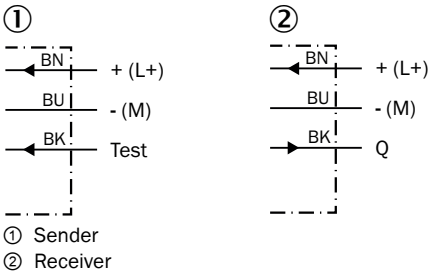 ① ②
BN + (L+) BN + (L+)
BU - (M) BU - (M)
BK Test BK Q
① Sender
② Receiver